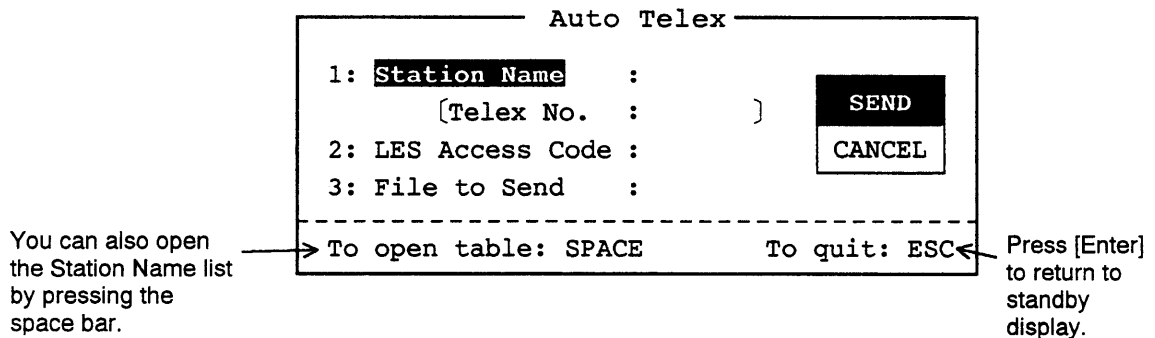 Auto Telex
1: Station Name :
[Telex No. : ]
2: LES Access Code :
3: File to Send :
SEND
CANCEL
To open table: SPACE To quit: ESC
You can also open
the Station Name list
by pressing the
space bar.
Press [Enter]
to return to
standby
display.